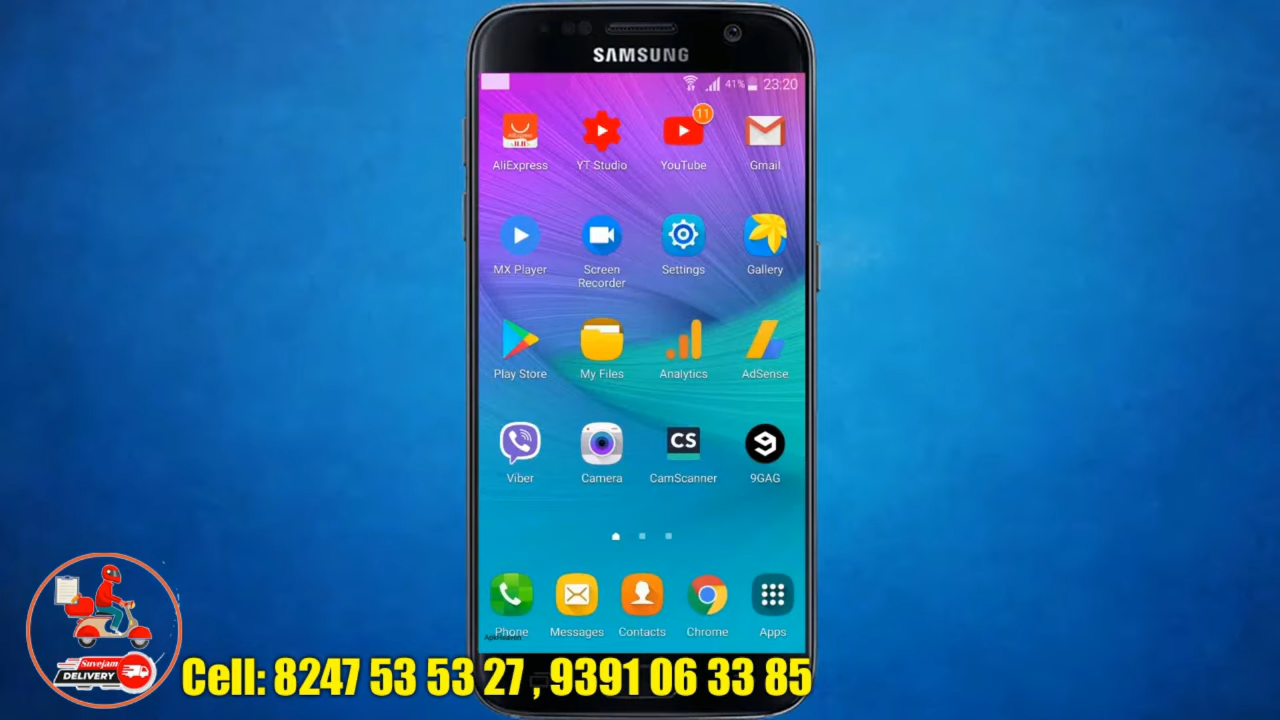 SAMSUNG
41% 23:20
11
AliExpress YT Studio YouTube Gmail
MX Player Screen Recorder Settings Gallery
Play Store My Files Analytics AdSense
CS
Viber Camera CamScanner 9GAG
Phone Messages Contacts Chrome Apps
Suvejam
DELIVERY
Cell: 8247 53 53 27 , 9391 06 33 85